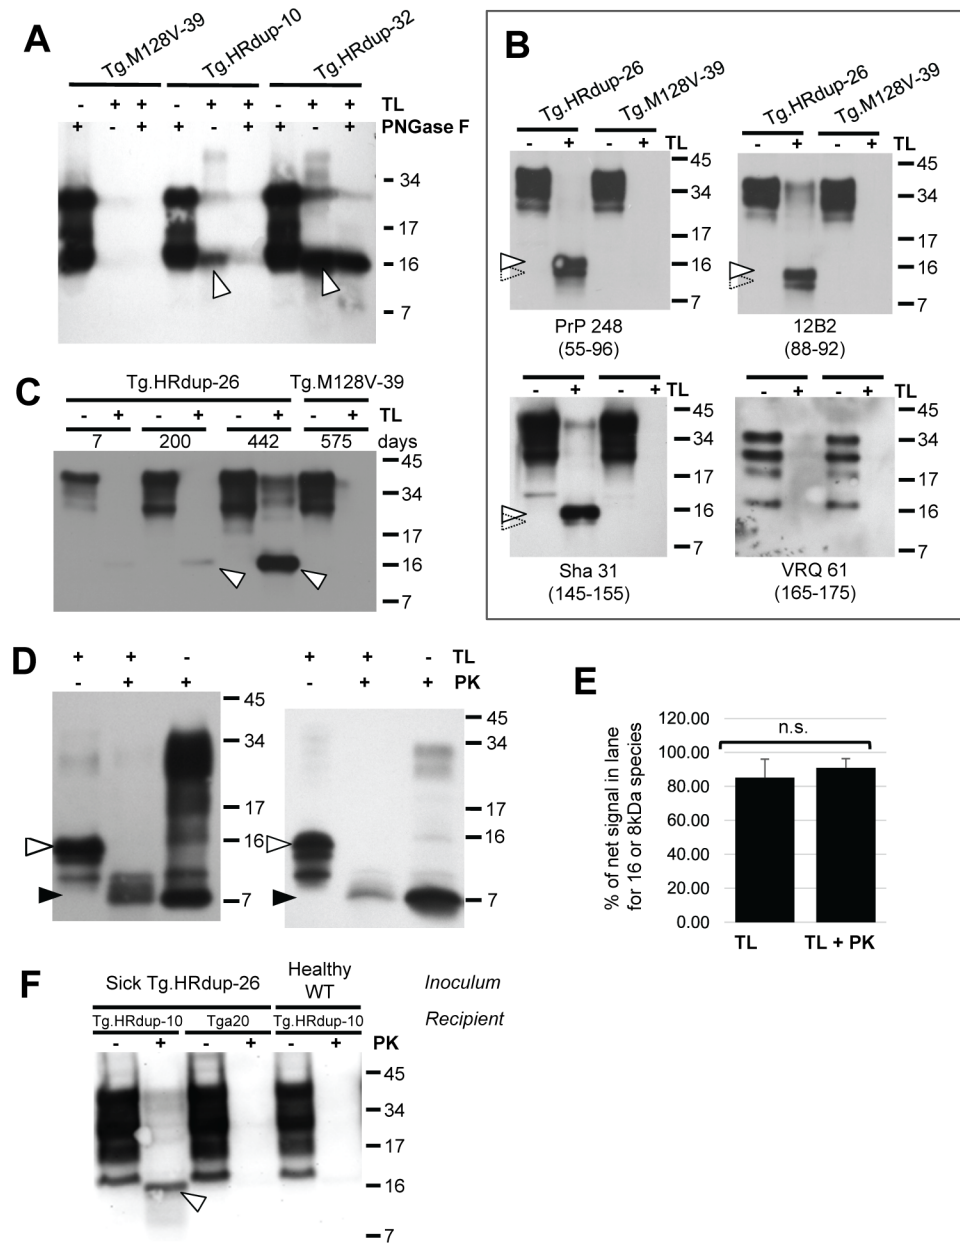 A
Tg.M128V-39
Tg.HRdup-10
Tg.HRdup-32
- + + - + + - + + TL
+ - + + - + + - + PNGase F
34
17
16
7
B
Tg.HRdup-26
Tg.M128V-39
- + - + TL
45
34
17
16
7
PrP 248
(55-96)
Tg.HRdup-26
Tg.M128V-39
- + - + TL
45
34
17
16
7
12B2
(88-92)
- + - + TL
45
34
17
16
7
Sha 31
(145-155)
- + - + TL
45
34
17
16
7
VRQ 61
(165-175)
C
Tg.HRdup-26 Tg.M128V-39
- + - + - + - + TL
7 200 442 575 days
45
34
17
16
7
D
+ + -
- + +
45
34
17
16
7
+ + - TL
- + + PK
45
34
17
16
7
E
% of net signal in lane
for 16 or 8kDa species
120.00
100.00
80.00
60.00
40.00
20.00
0.00
n.s.
TL TL + PK
F
Sick Tg.HRdup-26 Healthy WT Inoculum
Tg.HRdup-10 Tga20 Tg.HRdup-10 Recipient
- + - + - + PK
45
34
17
16
7